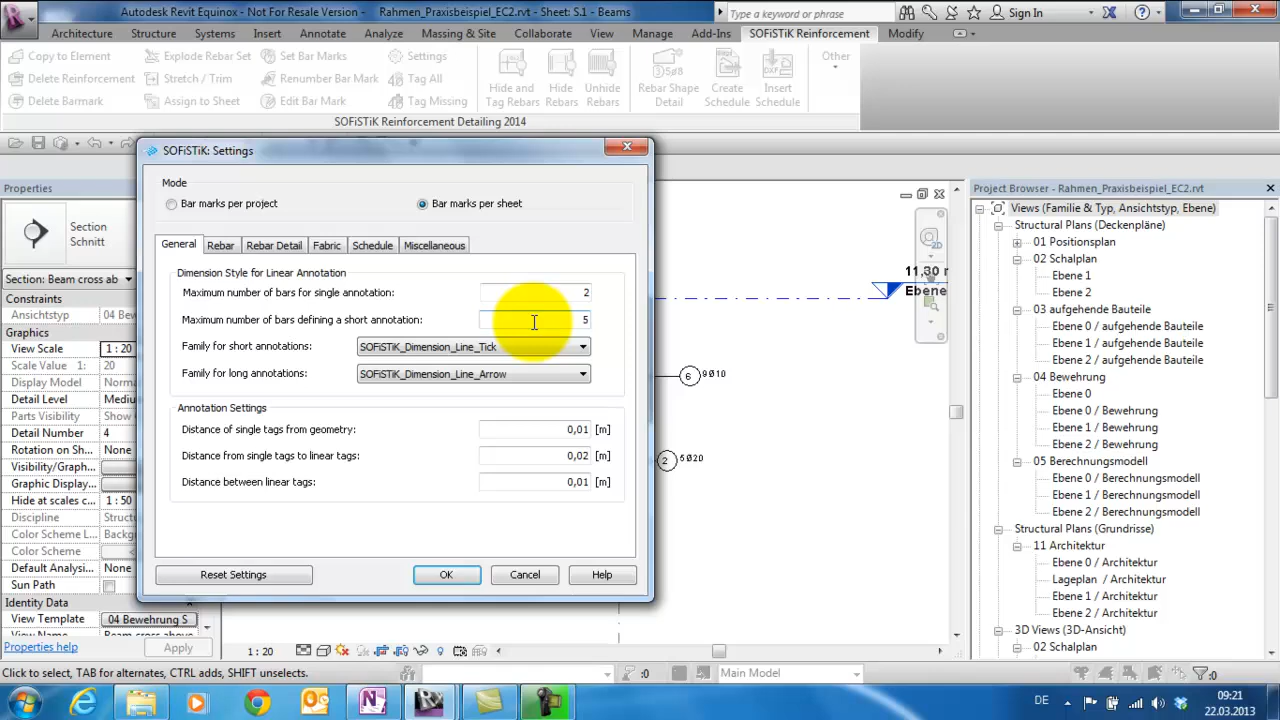 Autodesk Revit Equinox - Not For Resale Version - Rahmen_Praxisbeispiel_EC2.rvt - Sheet: S.1 - Beams
Type a keyword or phrase
Sign In
Architecture Structure Systems Insert Annotate Analyze Massing & Site Collaborate View Manage Add-Ins SOFiSTiK Reinforcement Modify
Copy to Element
Delete Reinforcement
Delete Barmark
Explode Rebar Set
Stretch / Trim
Assign to Sheet
Set Bar Marks
Renumber Bar Mark
Edit Bar Mark
Settings
Tag All
Tag Missing
Hide and Tag Rebars
Hide Rebars
Unhide Rebars
Rebar Shape Detail
Create Schedule
Insert Schedule
Other
SOFiSTiK Reinforcement Detailing 2014
SOFiSTiK: Settings
Mode
Bar marks per project
Bar marks per sheet
General Rebar Rebar Detail Fabric Schedule Miscellaneous
Dimension Style for Linear Annotation
Maximum number of bars for single annotation: 2
Maximum number of bars defining a short annotation: 5
Family for short annotations: SOFiSTiK_Dimension_Line_Tick
Family for long annotations: SOFiSTiK_Dimension_Line_Arrow
Annotation Settings
Distance of single tags from geometry: 0,01 [m]
Distance from single tags to linear tags: 0,02 [m]
Distance between linear tags: 0,01 [m]
Reset Settings
OK
Cancel
Help
Properties
Section
Schnitt
Section: Beam cross ab
Constraints
Ansichtstyp 04 Bew
Graphics
View Scale 1 : 20
Scale Value 1: 20
Detail Level Mediu
Parts Visibility Show
Detail Number 4
Rotation on Sh... None
Visibility/Graph...
Graphic Display...
Hide at scales c... 1 : 50
Discipline Struct
Show Hidden
Color Scheme L... Backg
Color Scheme
Default Analysi... None
Sun Path
Identity Data
View Template 04 Bewehrung S
View Name Beam cross above
Properties help
Apply
11,30
Ebene
6 9Ø10
2 5Ø20
2D
Project Browser - Rahmen_Praxisbeispiel_EC2.rvt
Views (Familie & Typ, Ansichtstyp, Ebene)
Structural Plans (Deckenpläne)
01 Positionsplan
02 Schalplan
Ebene 1
Ebene 2
03 aufgehende Bauteile
Ebene 0 / aufgehende Bauteile
Ebene 1 / aufgehende Bauteile
Ebene 2 / aufgehende Bauteile
04 Bewehrung
Ebene 0
Ebene 0 / Bewehrung
Ebene 1 / Bewehrung
Ebene 2 / Bewehrung
05 Berechnungsmodell
Ebene 0 / Berechnungsmodell
Ebene 1 / Berechnungsmodell
Ebene 2 / Berechnungsmodell
Structural Plans (Grundrisse)
11 Architektur
Ebene 0 / Architektur
Lageplan / Architektur
Ebene 1 / Architektur
Ebene 2 / Architektur
3D Views (3D-Ansicht)
02 Schalplan
1 : 20
Click to select, TAB for alternates, CTRL adds, SHIFT unselects.
:0
Main Model
:0
DE
09:21
22.03.2013